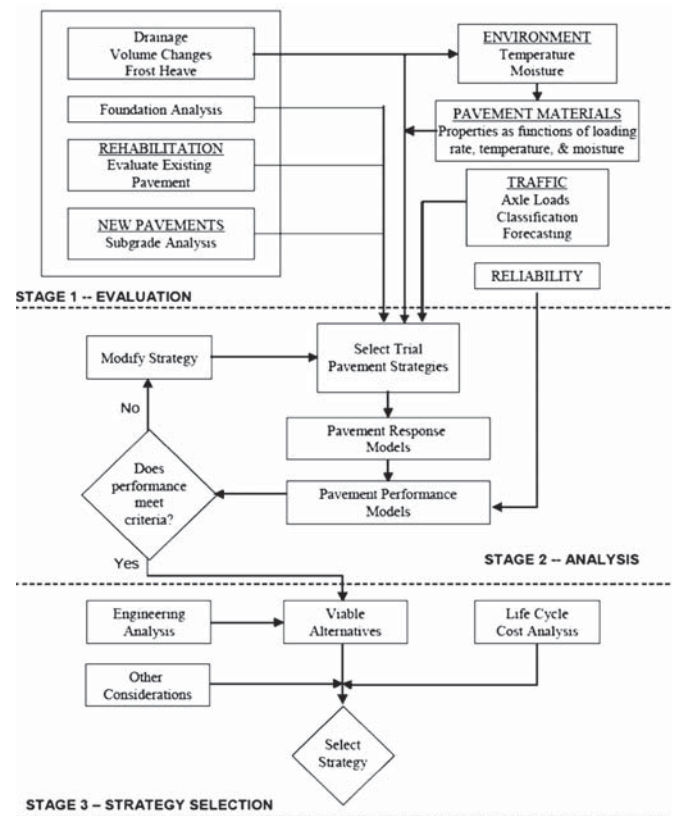 Drainage
Volume Changes
Frost Heave
ENVIRONMENT
Temperature
Moisture
Foundation Analysis
PAVEMENT MATERIALS
Properties as functions of loading
rate, temperature, & moisture
REHABILITATION
Evaluate Existing
Pavement
TRAFFIC
Axle Loads
Classification
Forecasting
NEW PAVEMENTS
Subgrade Analysis
RELIABILITY
STAGE 1 -- EVALUATION
Modify Strategy
Select Trial
Pavement Strategies
No
Pavement Response
Models
Does
performance
meet
criteria?
Pavement Performance
Models
Yes
STAGE 2 -- ANALYSIS
Engineering
Analysis
Viable
Alternatives
Life Cycle
Cost Analysis
Other
Considerations
Select
Strategy
STAGE 3 – STRATEGY SELECTION